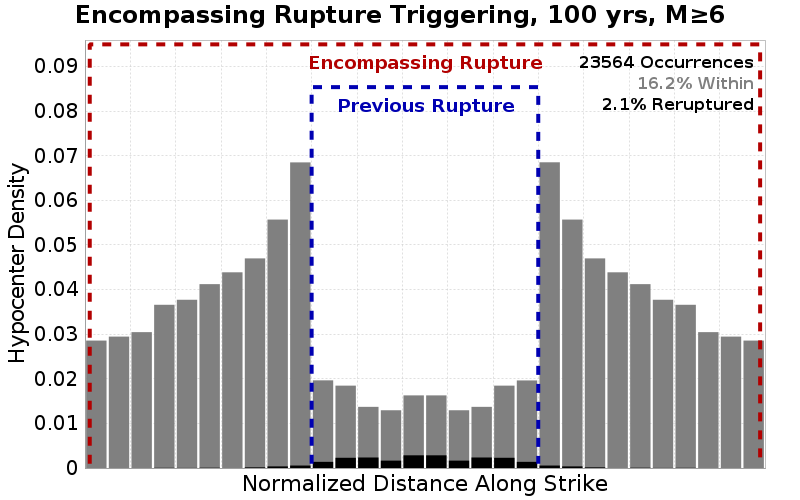 Encompassing Rupture Triggering, 100 yrs, M≥6
Encompassing Rupture
23564 Occurrences
16.2% Within
2.1% Reruptured
Previous Rupture
Hypocenter Density
0.09
0.08
0.07
0.06
0.05
0.04
0.03
0.02
0.01
0
Normalized Distance Along Strike